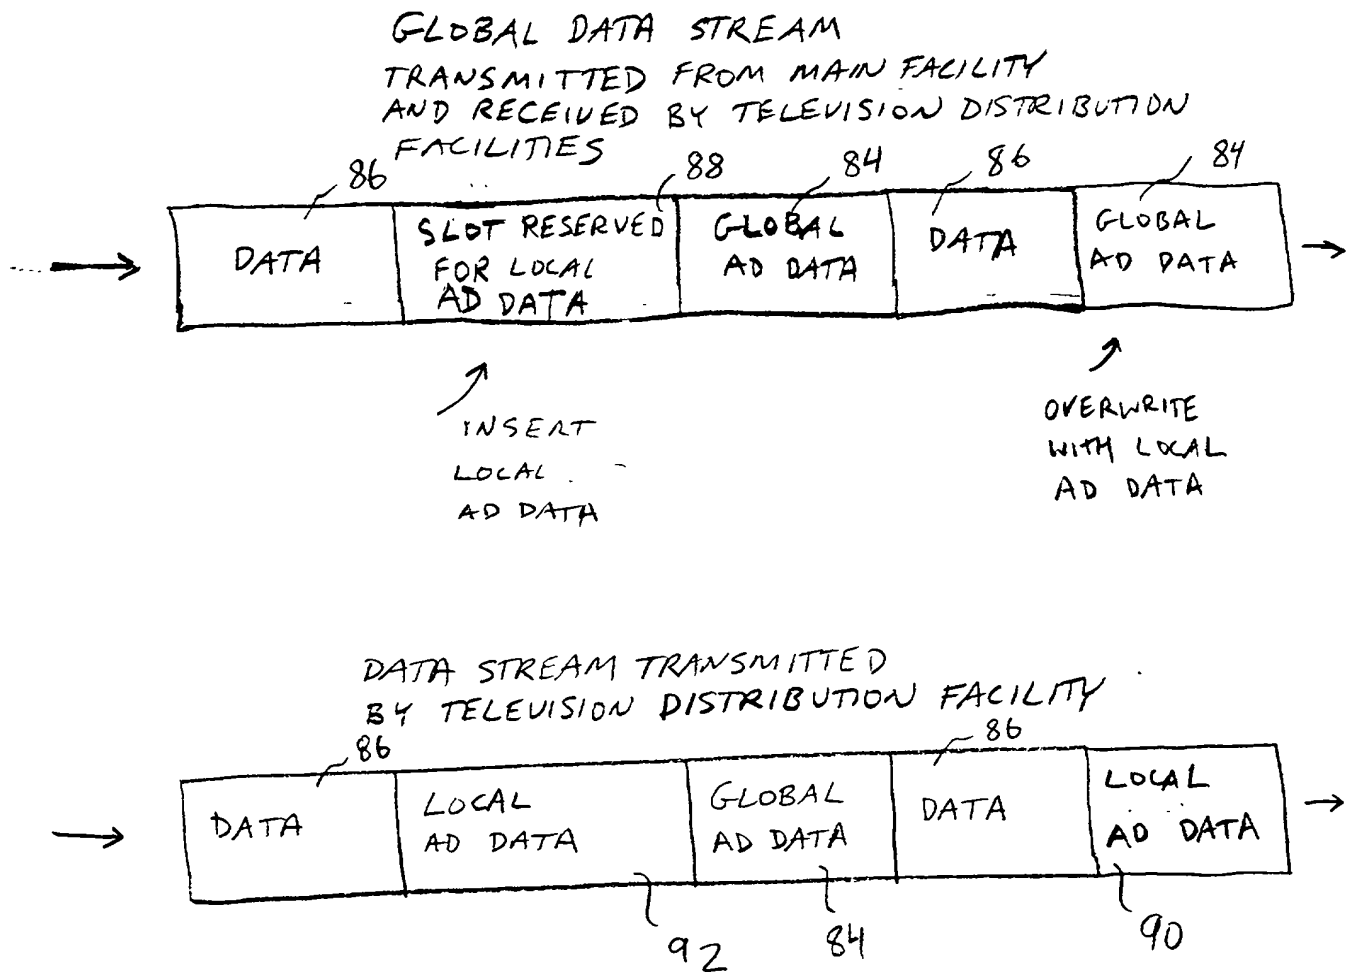 GLOBAL DATA STREAM
TRANSMITTED FROM MAIN FACILITY
AND RECEIVED BY TELEVISION DISTRIBUTION
FACILITIES
86
88
84
86
84
DATA
SLOT RESERVED
FOR LOCAL
AD DATA
GLOBAL
AD DATA
DATA
GLOBAL
AD DATA
INSERT
LOCAL
AD DATA
OVERWRITE
WITH LOCAL
AD DATA
DATA STREAM TRANSMITTED
BY TELEVISION DISTRIBUTION FACILITY
86
86
DATA
LOCAL
AD DATA
GLOBAL
AD DATA
DATA
LOCAL
AD DATA
92
84
90